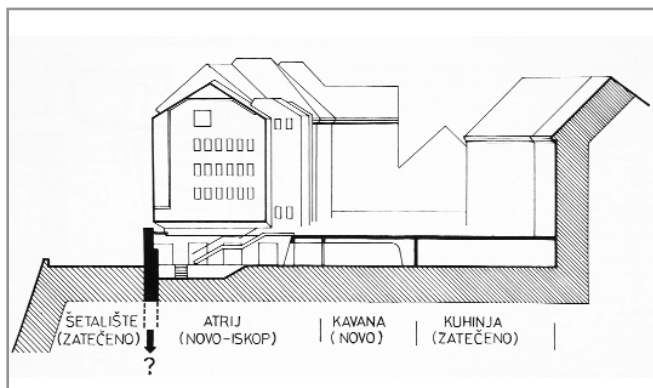 ŠETALIŠTE
(ZATEČENO)
ATRIJ
(NOVO-ISKOP)
KAVANA
(NOVO)
KUHINJA
(ZATEČENO)
?